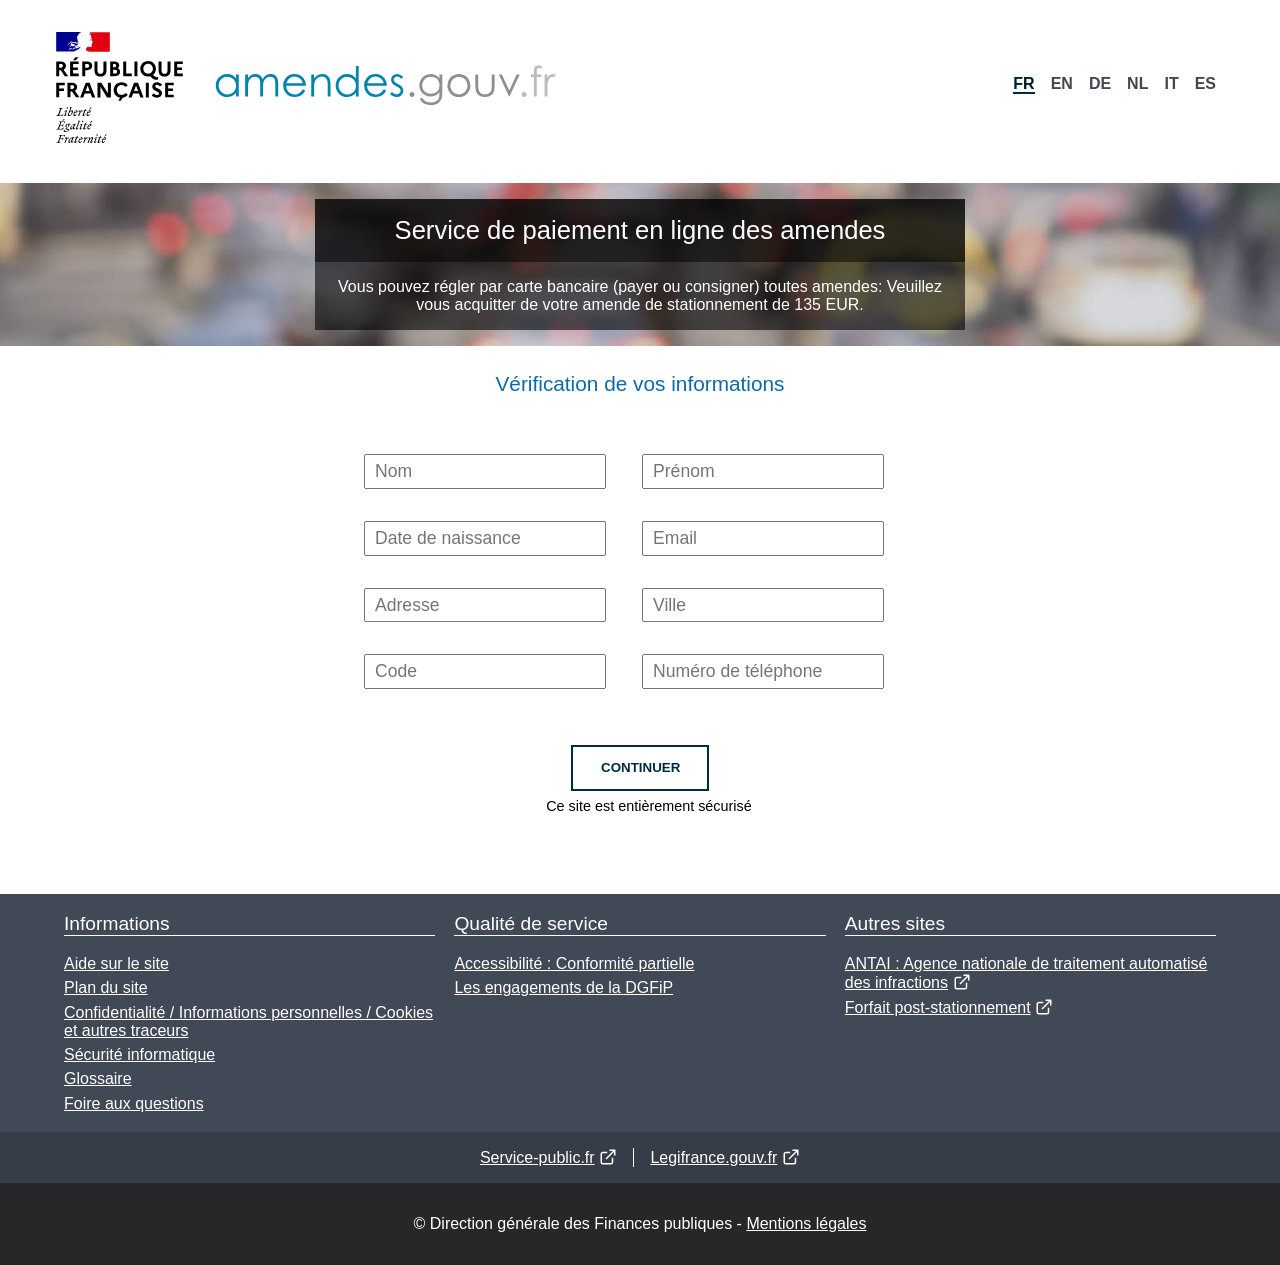 RÉPUBLIQUE
FRANÇAISE
Liberté
Égalité
Fraternité
amendes.gouv.fr
FR EN DE NL IT ES
Service de paiement en ligne des amendes
Vous pouvez régler par carte bancaire (payer ou consigner) toutes amendes: Veuillez
vous acquitter de votre amende de stationnement de 135 EUR.
Vérification de vos informations
Nom Prénom
Date de naissance Email
Adresse Ville
Code Numéro de téléphone
CONTINUER
Ce site est entièrement sécurisé
Informations
Aide sur le site
Plan du site
Confidentialité / Informations personnelles / Cookies
et autres traceurs
Sécurité informatique
Glossaire
Foire aux questions
Qualité de service
Accessibilité : Conformité partielle
Les engagements de la DGFiP
Autres sites
ANTAI : Agence nationale de traitement automatisé
des infractions
Forfait post-stationnement
Service-public.fr Legifrance.gouv.fr
© Direction générale des Finances publiques - Mentions légales